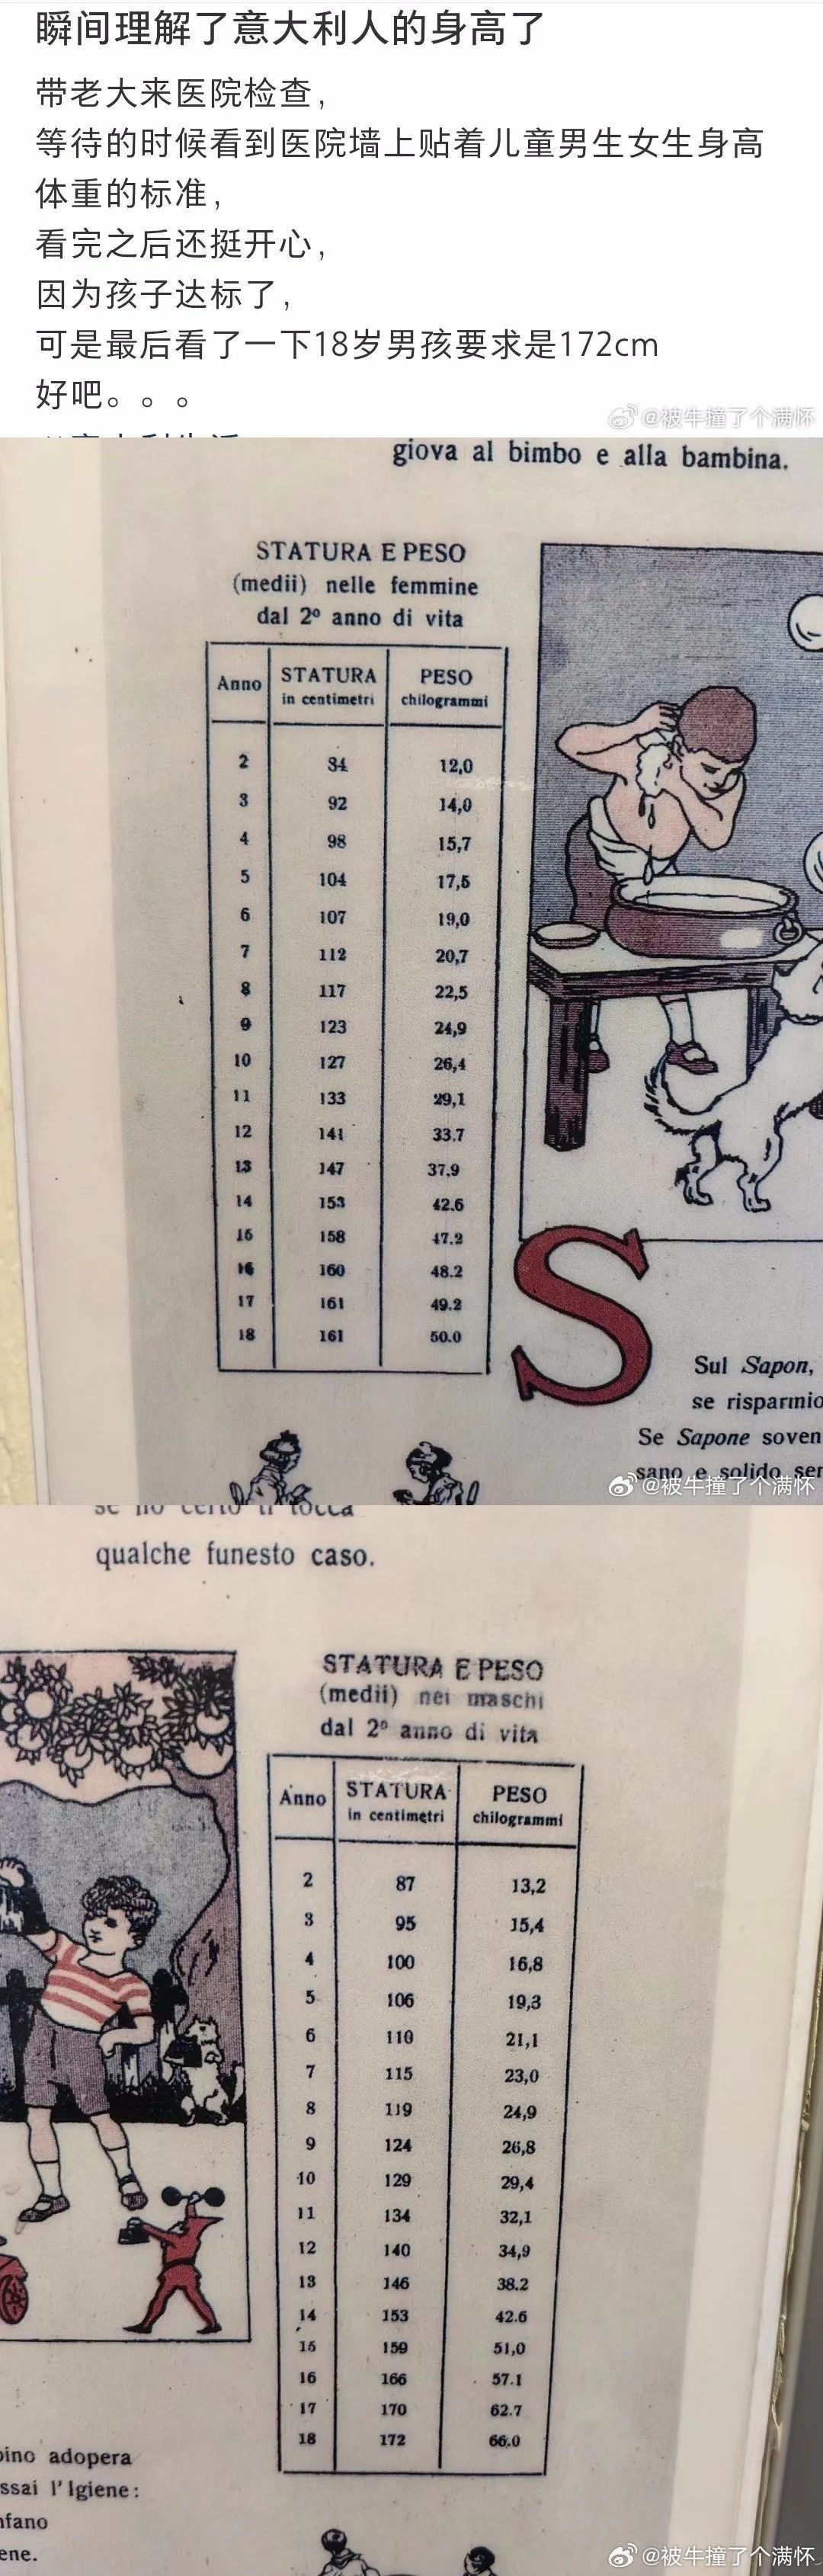 瞬间理解了意大利人的身高了
带老大来医院检查，
等待的时候看到医院墙上贴着儿童男生女生身高
体重的标准，
看完之后还挺开心，
因为孩子达标了，
可是最后看了一下18岁男孩要求是172cm
好吧。。。
@被牛撞了个满怀
giova al bimbo e alla bambina.
STATURA E PESO
(medii) nelle femmine
dal 2º anno di vita
Anno STATURA in centimetri PESO chilogrammi
2 84 12,0
3 92 14,0
4 98 15,7
5 104 17,5
6 107 19,0
7 112 20,7
8 117 22,5
9 123 24,9
10 127 26,4
11 133 29,1
12 141 33.7
13 147 37.9
14 153 42.6
15 158 47.2
16 160 48.2
17 161 49.2
18 161 50.0
S
Sul Sapon,
se risparmio
Se Sapone soven
sano e solido ser
@被牛撞了个满怀
qualche funesto caso.
STATURA E PESO
(medii) nei maschi
dal 2º anno di vita
Anno STATURA in centimetri PESO chilogrammi
2 87 13,2
3 95 15,4
4 100 16,8
5 106 19,3
6 110 21,1
7 115 23,0
8 119 24,9
9 124 26,8
10 129 29,4
11 134 32,1
12 140 34,9
13 146 38.2
14 153 42.6
15 159 51,0
16 166 57.1
17 170 62.7
18 172 66.0
bino adopera
ssai l'Igiene:
nfano
ene.
@被牛撞了个满怀